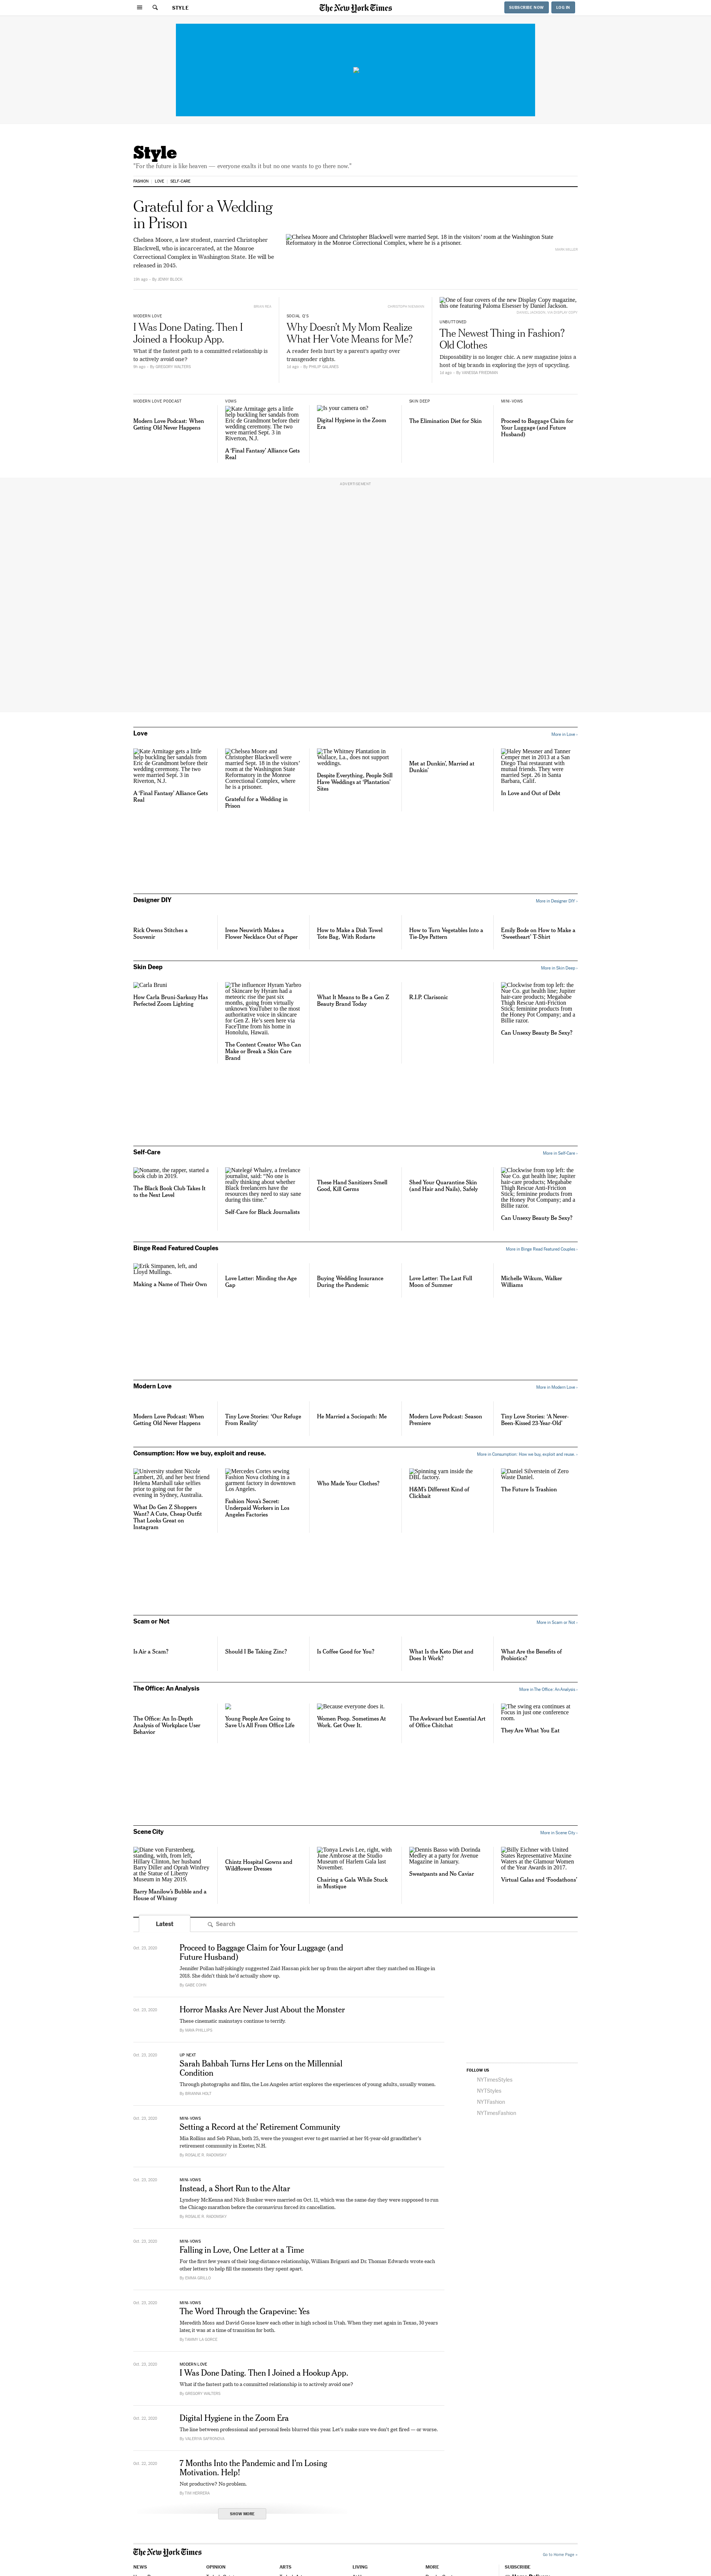 STYLE
The New York Times
SUBSCRIBE NOW
LOG IN
Style
"For the future is like heaven — everyone exalts it but no one wants to go there now."
FASHION
LOVE
SELF-CARE
Grateful for a Wedding
in Prison
Chelsea Moore, a law student, married Christopher
Blackwell, who is incarcerated, at the Monroe
Correctional Complex in Washington State. He will be
released in 2045.
Chelsea Moore and Christopher Blackwell were married Sept. 18 in the visitors' room at the Washington State
Reformatory in the Monroe Correctional Complex, where he is a prisoner.
MODERN LOVE
I Was Done Dating. Then I
Joined a Hookup App.
What if the fastest path to a committed relationship is
to actively avoid one?
By GREGORY WALTERS
SOCIAL Q'S
Why Doesn't My Mom Realize
What Her Vote Means for Me?
A reader feels hurt by a parent's apathy over
transgender rights.
1d ago - By PHILIP GALANES
One of four covers of the new Display Copy magazine,
this one featuring Paloma Elsesser by Daniel Jackson.
UNBUTTONED
The Newest Thing in Fashion?
Old Clothes
Disposability is no longer chic. A new magazine joins a
host of big brands in exploring the joys of upcycling.
By VANESSA FRIEDMAN
MODERN LOVE PODCAST
Modern Love Podcast: When
Getting Old Never Happens
VOWS
Kate Armitage gets a little
help buckling her sandals from
Eric de Grandmont before their
wedding ceremony. The two
were married Sept. 3 in
Riverton, N.J.
A 'Final Fantasy' Alliance Gets
Real
Is your camera on?
Digital Hygiene in the Zoom
Era
SKIN DEEP
The Elimination Diet for Skin
MINI-VOWS
Proceed to Baggage Claim for
Your Luggage (and Future
Husband)
ADVERTISEMENT
Love
More in Love ›
Kate Armitage gets a little
help buckling her sandals from
Eric de Grandmont before their
wedding ceremony. The two
were married Sept. 3 in
Riverton, N.J.
A 'Final Fantasy' Alliance Gets
Real
Chelsea Moore and
Christopher Blackwell were
married Sept. 18 in the visitors'
room at the Washington State
Reformatory in the Monroe
Correctional Complex, where
he is a prisoner.
Grateful for a Wedding in
Prison
The Whitney Plantation in
Wallace, La., does not support
weddings.
Despite Everything, People Still
Have Weddings at 'Plantation'
Sites
Met at Dunkin', Married at
Dunkin'
Haley Messner and Tanner
Cemper met in 2013 at a San
Diego Thai restaurant with
mutual friends. They were
married Sept. 26 in Santa
Barbara, Calif.
In Love and Out of Debt
Designer DIY
More in Designer DIY ›
Rick Owens Stitches a
Souvenir
Irene Neuwirth Makes a
Flower Necklace Out of Paper
How to Make a Dish Towel
Tote Bag, With Rodarte
How to Turn Vegetables Into a
Tie-Dye Pattern
Emily Bode on How to Make a
'Sweetheart' T-Shirt
Skin Deep
More in Skin Deep ›
Carla Bruni
How Carla Bruni-Sarkozy Has
Perfected Zoom Lighting
The influencer Hyram Yarbro
of Skincare by Hyram had a
meteoric rise the past six
months, going from virtually
unknown YouTuber to the most
authoritative voice in skincare
for Gen Z. He's seen here via
FaceTime from his home in
Honolulu, Hawaii.
The Content Creator Who Can
Make or Break a Skin Care
Brand
What It Means to Be a Gen Z
Beauty Brand Today
R.I.P. Clarisonic
Clockwise from top left: the
Nue Co. gut health line; Jupiter
hair-care products; Megababe
Thigh Rescue Anti-Friction
Stick; feminine products from
the Honey Pot Company; and a
Billie razor.
Can Unsexy Beauty Be Sexy?
Self-Care
More in Self-Care ›
Noname, the rapper, started a
book club in 2019.
The Black Book Club Takes It
to the Next Level
Natelegé Whaley, a freelance
journalist, said: "No one is
really thinking about whether
Black freelancers have the
resources they need to stay sane
during this time."
Self-Care for Black Journalists
These Hand Sanitizers Smell
Good, Kill Germs
Shed Your Quarantine Skin
(and Hair and Nails), Safely
Clockwise from top left: the
Nue Co. gut health line; Jupiter
hair-care products; Megababe
Thigh Rescue Anti-Friction
Stick; feminine products from
the Honey Pot Company; and a
Billie razor.
Can Unsexy Beauty Be Sexy?
Binge Read Featured Couples
More in Binge Read Featured Couples ›
Erik Simpanen, left, and
Lloyd Mullings.
Making a Name of Their Own
Love Letter: Minding the Age
Gap
Buying Wedding Insurance
During the Pandemic
Love Letter: The Last Full
Moon of Summer
Michelle Wikum, Walker
Williams
Modern Love
More in Modern Love ›
Modern Love Podcast: When
Getting Old Never Happens
Tiny Love Stories: 'Our Refuge
From Reality'
He Married a Sociopath: Me
Modern Love Podcast: Season
Premiere
Tiny Love Stories: 'A Never-
Been-Kissed 23-Year-Old'
Consumption: How we buy, exploit and reuse.
More in Consumption: How we buy, exploit and reuse. ›
University student Nicole
Lambert, 20, and her best friend
Helena Marshall take selfies
prior to going out for the
evening in Sydney, Australia.
What Do Gen Z Shoppers
Want? A Cute, Cheap Outfit
That Looks Great on
Instagram
Mercedes Cortes sewing
Fashion Nova clothing in a
garment factory in downtown
Los Angeles.
Fashion Nova's Secret:
Underpaid Workers in Los
Angeles Factories
Who Made Your Clothes?
Spinning yarn inside the
DBL factory.
H&M's Different Kind of
Clickbait
Daniel Silverstein of Zero
Waste Daniel.
The Future Is Trashion
Scam or Not
More in Scam or Not ›
Is Air a Scam?
Should I Be Taking Zinc?
Is Coffee Good for You?
What Is the Keto Diet and
Does It Work?
What Are the Benefits of
Probiotics?
The Office: An Analysis
More in The Office: An Analysis ›
The Office: An In-Depth
Analysis of Workplace User
Behavior
Young People Are Going to
Save Us All From Office Life
Because everyone does it.
Women Poop. Sometimes At
Work. Get Over It.
The Awkward but Essential Art
of Office Chitchat
The swing era continues at
Focus in just one conference
room.
They Are What You Eat
Scene City
More in Scene City ›
Diane von Furstenberg,
standing, with, from left,
Hillary Clinton, her husband
Barry Diller and Oprah Winfrey
at the Statue of Liberty
Museum in May 2019.
Barry Manilow's Bubble and a
House of Whimsy
Chintz Hospital Gowns and
Wildflower Dresses
Tonya Lewis Lee, right, with
June Ambrose at the Studio
Museum of Harlem Gala last
November.
Chairing a Gala While Stuck
in Mustique
Dennis Basso with Dorinda
Medley at a party for Avenue
Magazine in January.
Sweatpants and No Caviar
Billy Eichner with United
States Representative Maxine
Waters at the Glamour Women
of the Year Awards in 2017.
Virtual Galas and 'Foodathons'
Latest
Search
Oct. 23, 2020
Proceed to Baggage Claim for Your Luggage (and
Future Husband)
Jennifer Pollan half-jokingly suggested Zaid Hassan pick her up from the airport after they matched on Hinge in
2018. She didn't think he'd actually show up.
By GABE COHN
Oct. 23, 2020
Horror Masks Are Never Just About the Monster
These cinematic mainstays continue to terrify.
By MAYA PHILLIPS
Oct. 23, 2020
UP NEXT
Sarah Bahbah Turns Her Lens on the Millennial
Condition
Through photographs and film, the Los Angeles artist explores the experiences of young adults, usually women.
By BRIANNA HOLT
Oct. 23, 2020
MINI-VOWS
Setting a Record at the' Retirement Community
Mia Rollins and Seb Pihan, both 25, were the youngest ever to get married at her 91-year-old grandfather's
retirement community in Exeter, N.H.
By ROSALIE R. RADOMSKY
Oct. 23, 2020
MINI-VOWS
Instead, a Short Run to the Altar
Lyndsey McKenna and Nick Bunker were married on Oct. 11, which was the same day they were supposed to run
the Chicago marathon before the coronavirus forced its cancellation.
By ROSALIE R. RADOMSKY
Oct. 23, 2020
MINI-VOWS
Falling in Love, One Letter at a Time
For the first few years of their long-distance relationship, William Briganti and Dr. Thomas Edwards wrote each
other letters to help fill the moments they spent apart.
By EMMA GRILLO
Oct. 23, 2020
MINI-VOWS
The Word Through the Grapevine: Yes
Meredith Moss and David Gosse knew each other in high school in Utah. When they met again in Texas, 30 years
later, it was at a time of transition for both.
By TAMMY LA GORCE
Oct. 23, 2020
MODERN LOVE
I Was Done Dating. Then I Joined a Hookup App.
What if the fastest path to a committed relationship is to actively avoid one?
By GREGORY WALTERS
Oct. 22, 2020
Digital Hygiene in the Zoom Era
The line between professional and personal feels blurred this year. Let's make sure we don't get fired — or worse.
By VALERIYA SAFRONOVA
Oct. 22, 2020
7 Months Into the Pandemic and I'm Losing
Motivation. Help!
Not productive? No problem.
By TIM HERRERA
SHOW MORE
FOLLOW US
NYTimesStyles
NYTStyles
NYTFashion
NYTimesFashion
The New York Times
Go to Home Page »
NEWS
OPINION
ARTS
LIVING
MORE
SUBSCRIBE